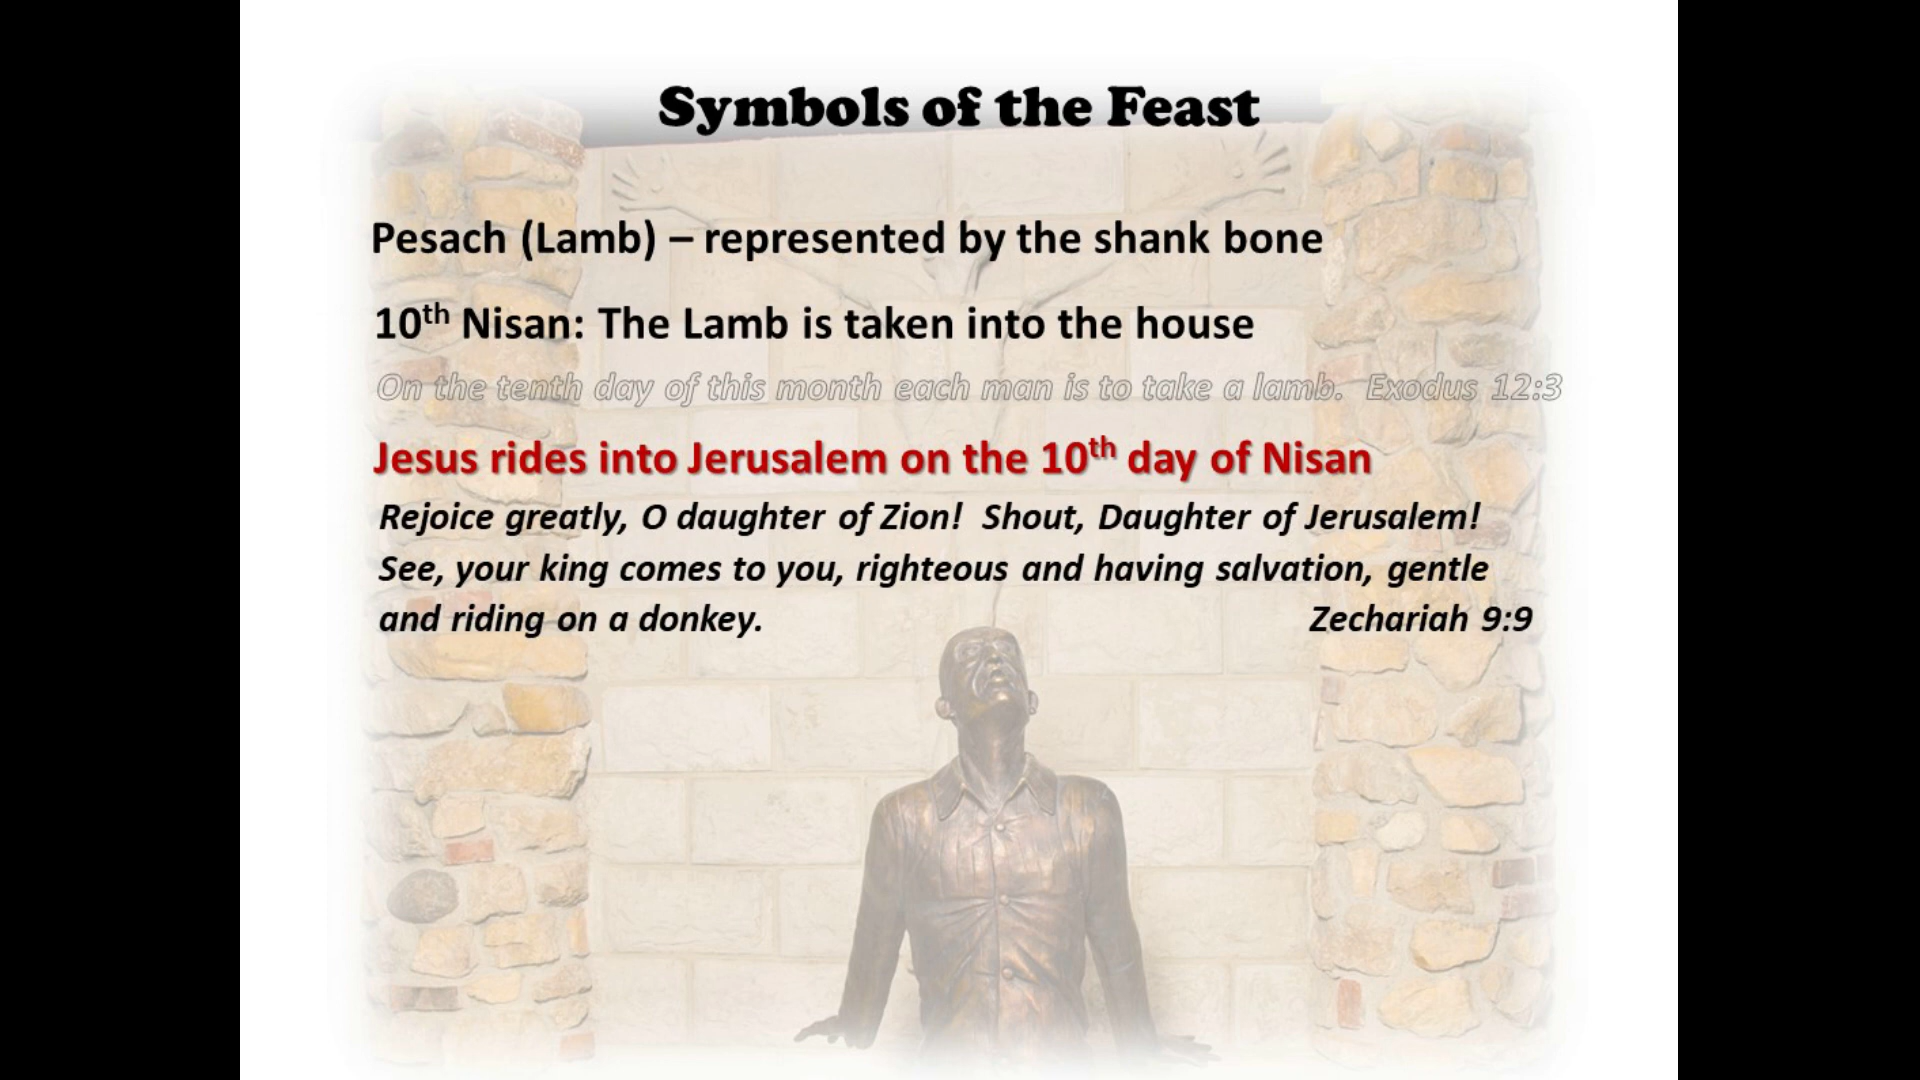 Symbols of the Feast
Pesach (Lamb) – represented by the shank bone
10th Nisan: The Lamb is taken into the house
On the tenth day of this month each man is to take a lamb. Exodus 12:3
Jesus rides into Jerusalem on the 10th day of Nisan
Rejoice greatly, O daughter of Zion! Shout, Daughter of Jerusalem!
See, your king comes to you, righteous and having salvation, gentle
and riding on a donkey. Zechariah 9:9